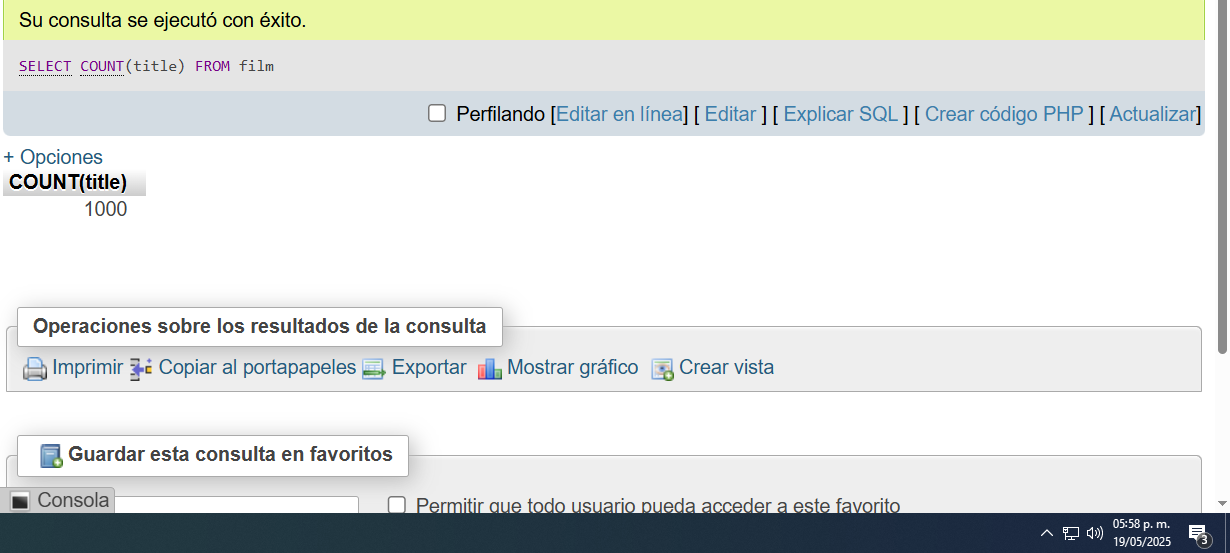 Su consulta se ejecutó con éxito.
SELECT COUNT(title) FROM film
Perfilando [Editar en línea] [ Editar ] [ Explicar SQL ] [ Crear código PHP ] [ Actualizar]
+ Opciones
COUNT(title)
1000
Operaciones sobre los resultados de la consulta
Imprimir Copiar al portapapeles Exportar Mostrar gráfico Crear vista
Guardar esta consulta en favoritos
Consola
Permitir que todo usuario pueda acceder a este favorito
05:58 p. m.
19/05/2025
3